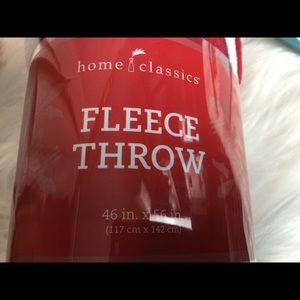 home classics®
FLEECE
THROW
46 in. x 56 in.
(117 cm x 142 cm)